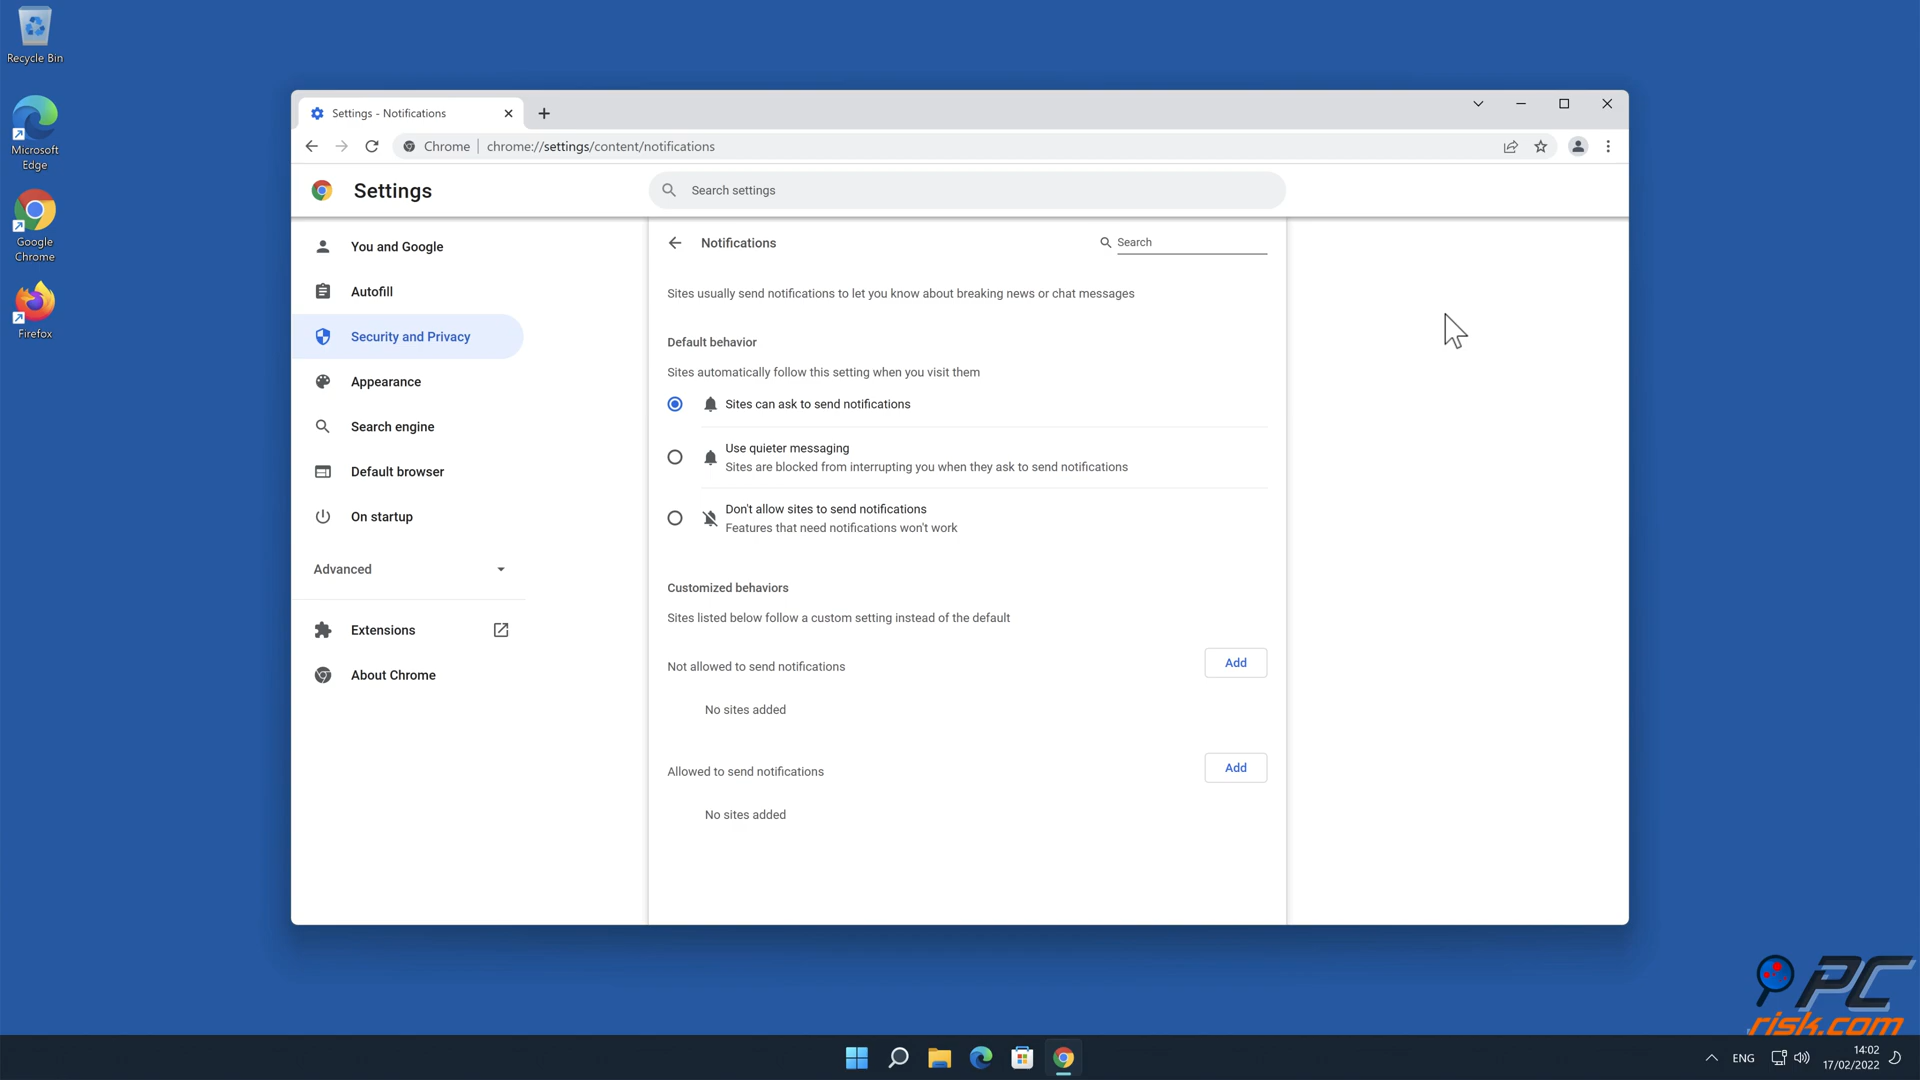 Recycle Bin
Microsoft
Edge
Google
Chrome
Firefox
Settings - Notifications
Chrome
chrome://settings/content/notifications
Settings
Search settings
You and Google
Autofill
Security and Privacy
Appearance
Search engine
Default browser
On startup
Advanced
Extensions
About Chrome
Notifications
Search
Sites usually send notifications to let you know about breaking news or chat messages
Default behavior
Sites automatically follow this setting when you visit them
Sites can ask to send notifications
Use quieter messaging
Sites are blocked from interrupting you when they ask to send notifications
Don't allow sites to send notifications
Features that need notifications won't work
Customized behaviors
Sites listed below follow a custom setting instead of the default
Not allowed to send notifications
Add
No sites added
Allowed to send notifications
Add
No sites added
PC
risk.com
ENG
14:02
17/02/2022